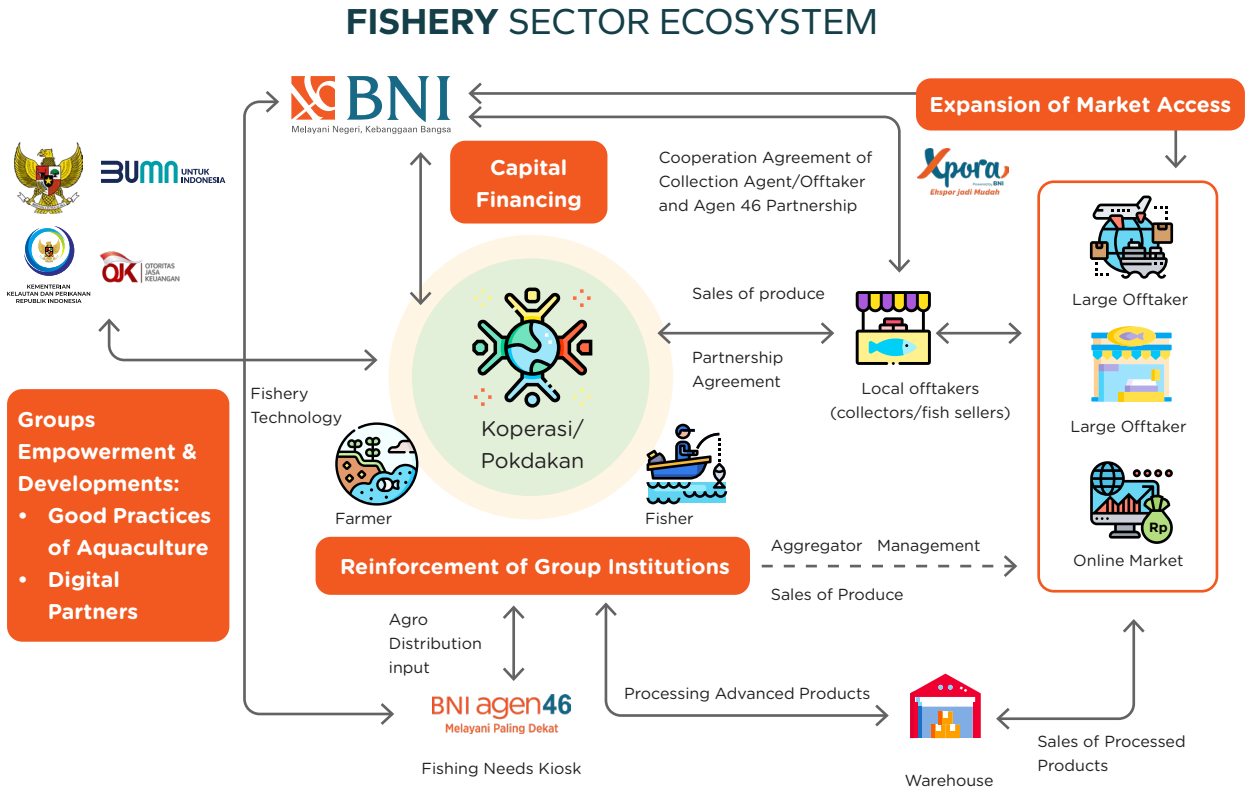 FISHERY SECTOR ECOSYSTEM
BNI
Melayani Negeri, Kebanggaan Bangsa
Expansion of Market Access
Capital
Financing
Cooperation Agreement of
Collection Agent/Offtaker
and Agen 46 Partnership
Xpora
Powered by BNI
Ekspor jadi Mudah
BUMN UNTUK
INDONESIA
KEMENTERIAN
KELAUTAN DAN PERIKANAN
REPUBLIK INDONESIA
OJK OTORITAS
JASA
KEUANGAN
Large Offtaker
Sales of produce
Partnership
Agreement
Local offtakers
(collectors/fish sellers)
Large Offtaker
Rp
Online Market
Fishery
Technology
Groups
Empowerment &
Developments:
• Good Practices
of Aquaculture
• Digital
Partners
Koperasi/
Pokdakan
Farmer
Fisher
Reinforcement of Group Institutions
Aggregator Management
Sales of Produce
Agro
Distribution
input
BNI agen46
Melayani Paling Dekat
Fishing Needs Kiosk
Processing Advanced Products
Warehouse
Sales of Processed
Products